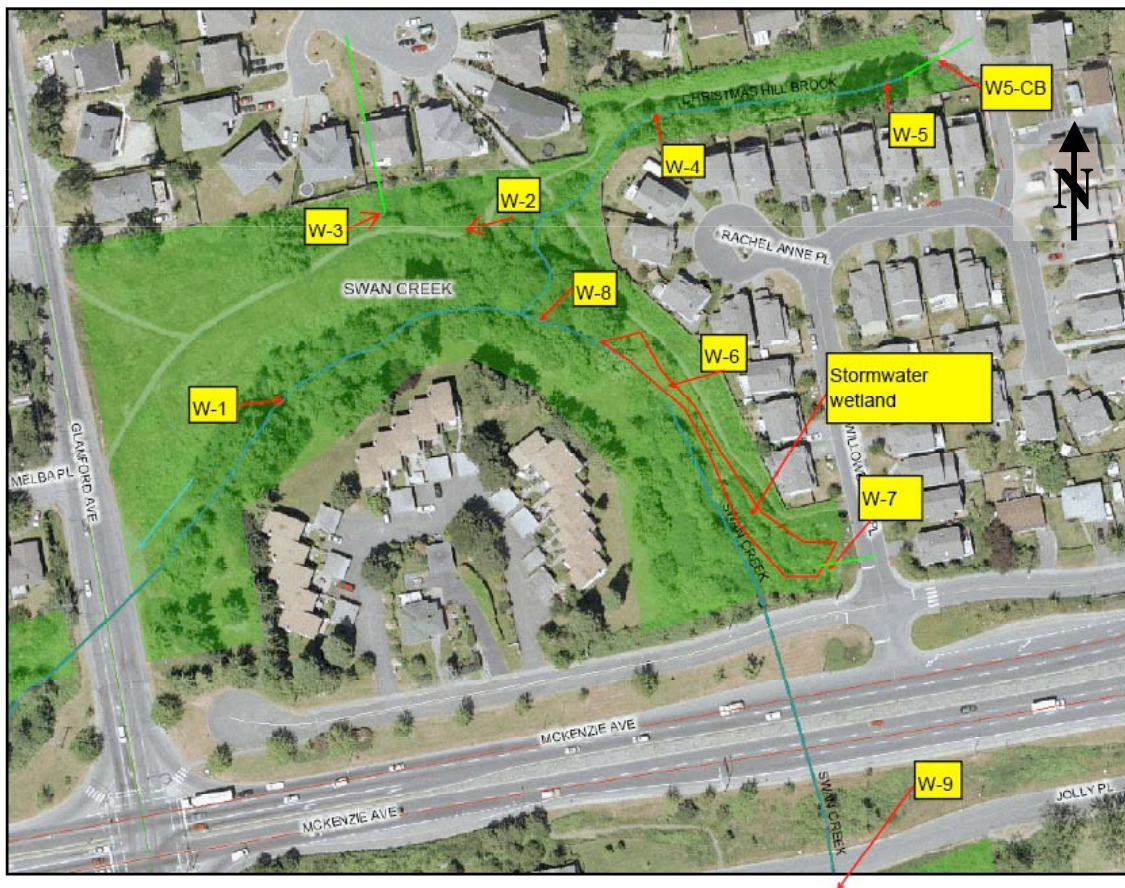 CHRISTMAS HILL BROOK
W5-CB
W-5
W-4
N
W-2
W-3
RACHEL ANNE PL
SWAN CREEK
W-8
W-6
Stormwater
wetland
W-1
GLANFORD AVE
MELBA PL
W-7
SWAN CREEK
MCKENZIE AVE
W-9
SWAN CREEK
JOLLY PL
MCKENZIE AVE